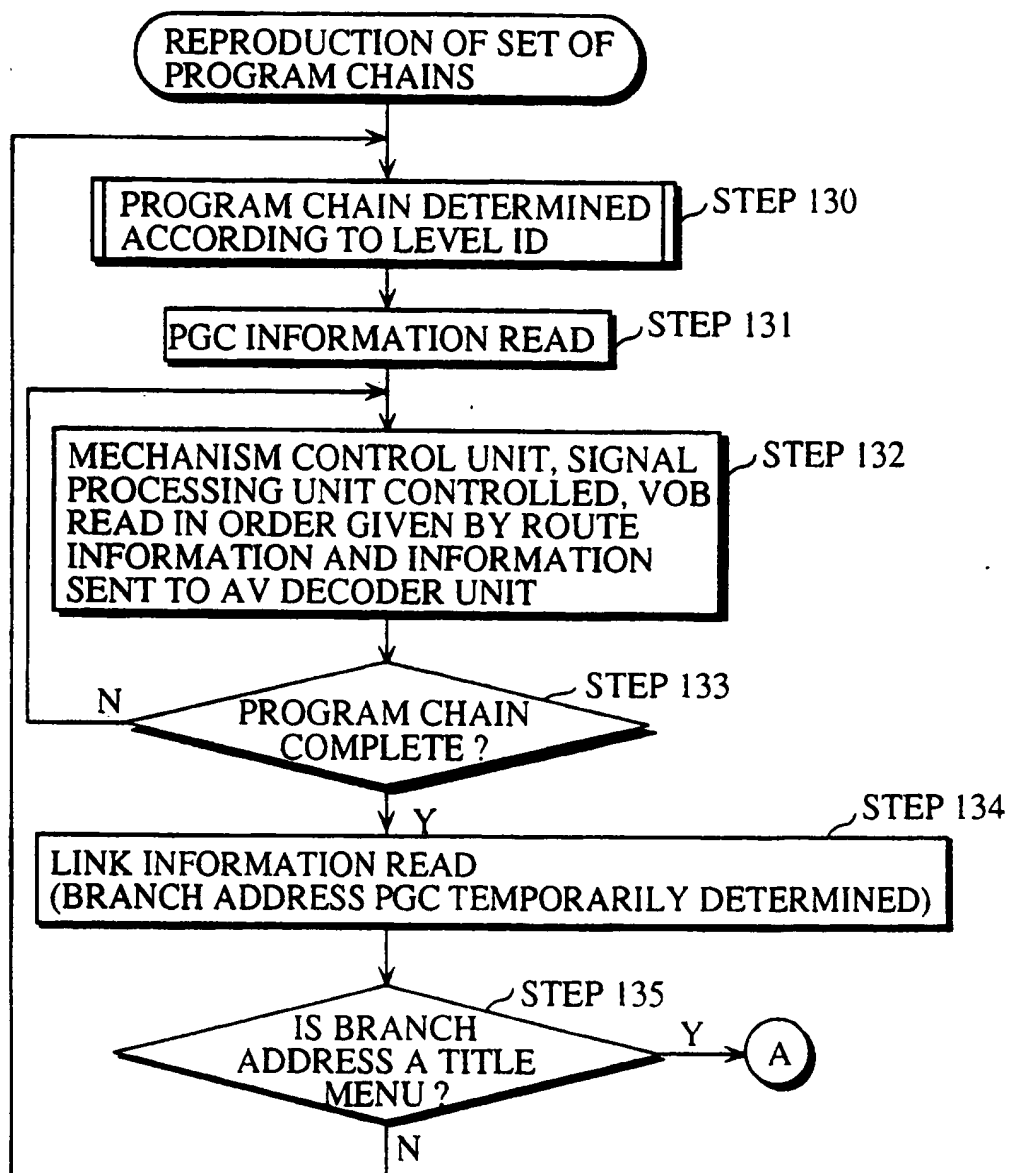 REPRODUCTION OF SET OF
PROGRAM CHAINS
PROGRAM CHAIN DETERMINED
ACCORDING TO LEVEL ID
STEP 130
PGC INFORMATION READ
STEP 131
MECHANISM CONTROL UNIT, SIGNAL
PROCESSING UNIT CONTROLLED, VOB
READ IN ORDER GIVEN BY ROUTE
INFORMATION AND INFORMATION
SENT TO AV DECODER UNIT
STEP 132
N
STEP 133
PROGRAM CHAIN
COMPLETE ?
Y
STEP 134
LINK INFORMATION READ
(BRANCH ADDRESS PGC TEMPORARILY DETERMINED)
STEP 135
IS BRANCH
ADDRESS A TITLE
MENU ?
Y
A
N